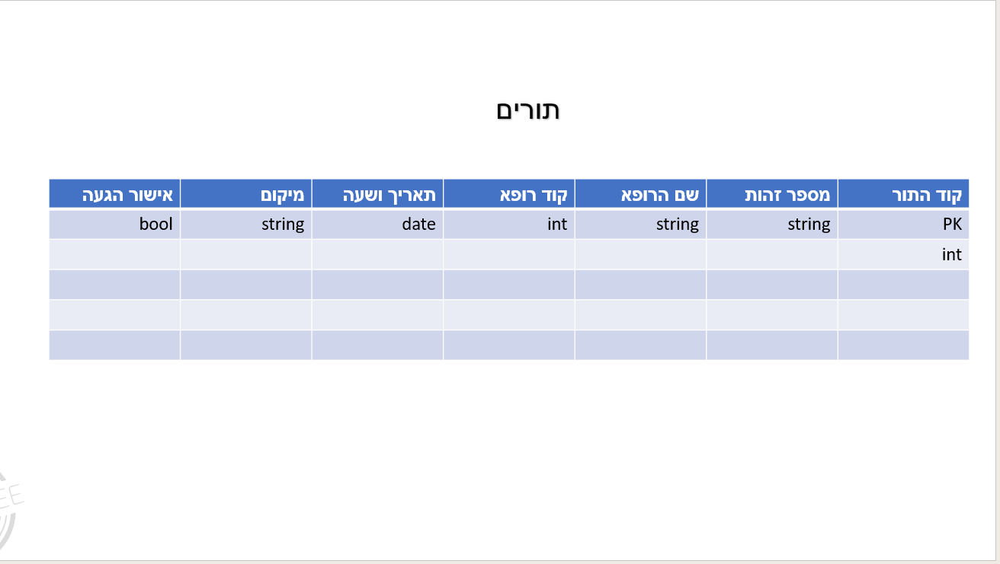 תורים
קוד התור מספר זהות שם הרופא קוד רופא תאריך ושעה מיקום אישור הגעה
PK string string int date string bool
int
EE